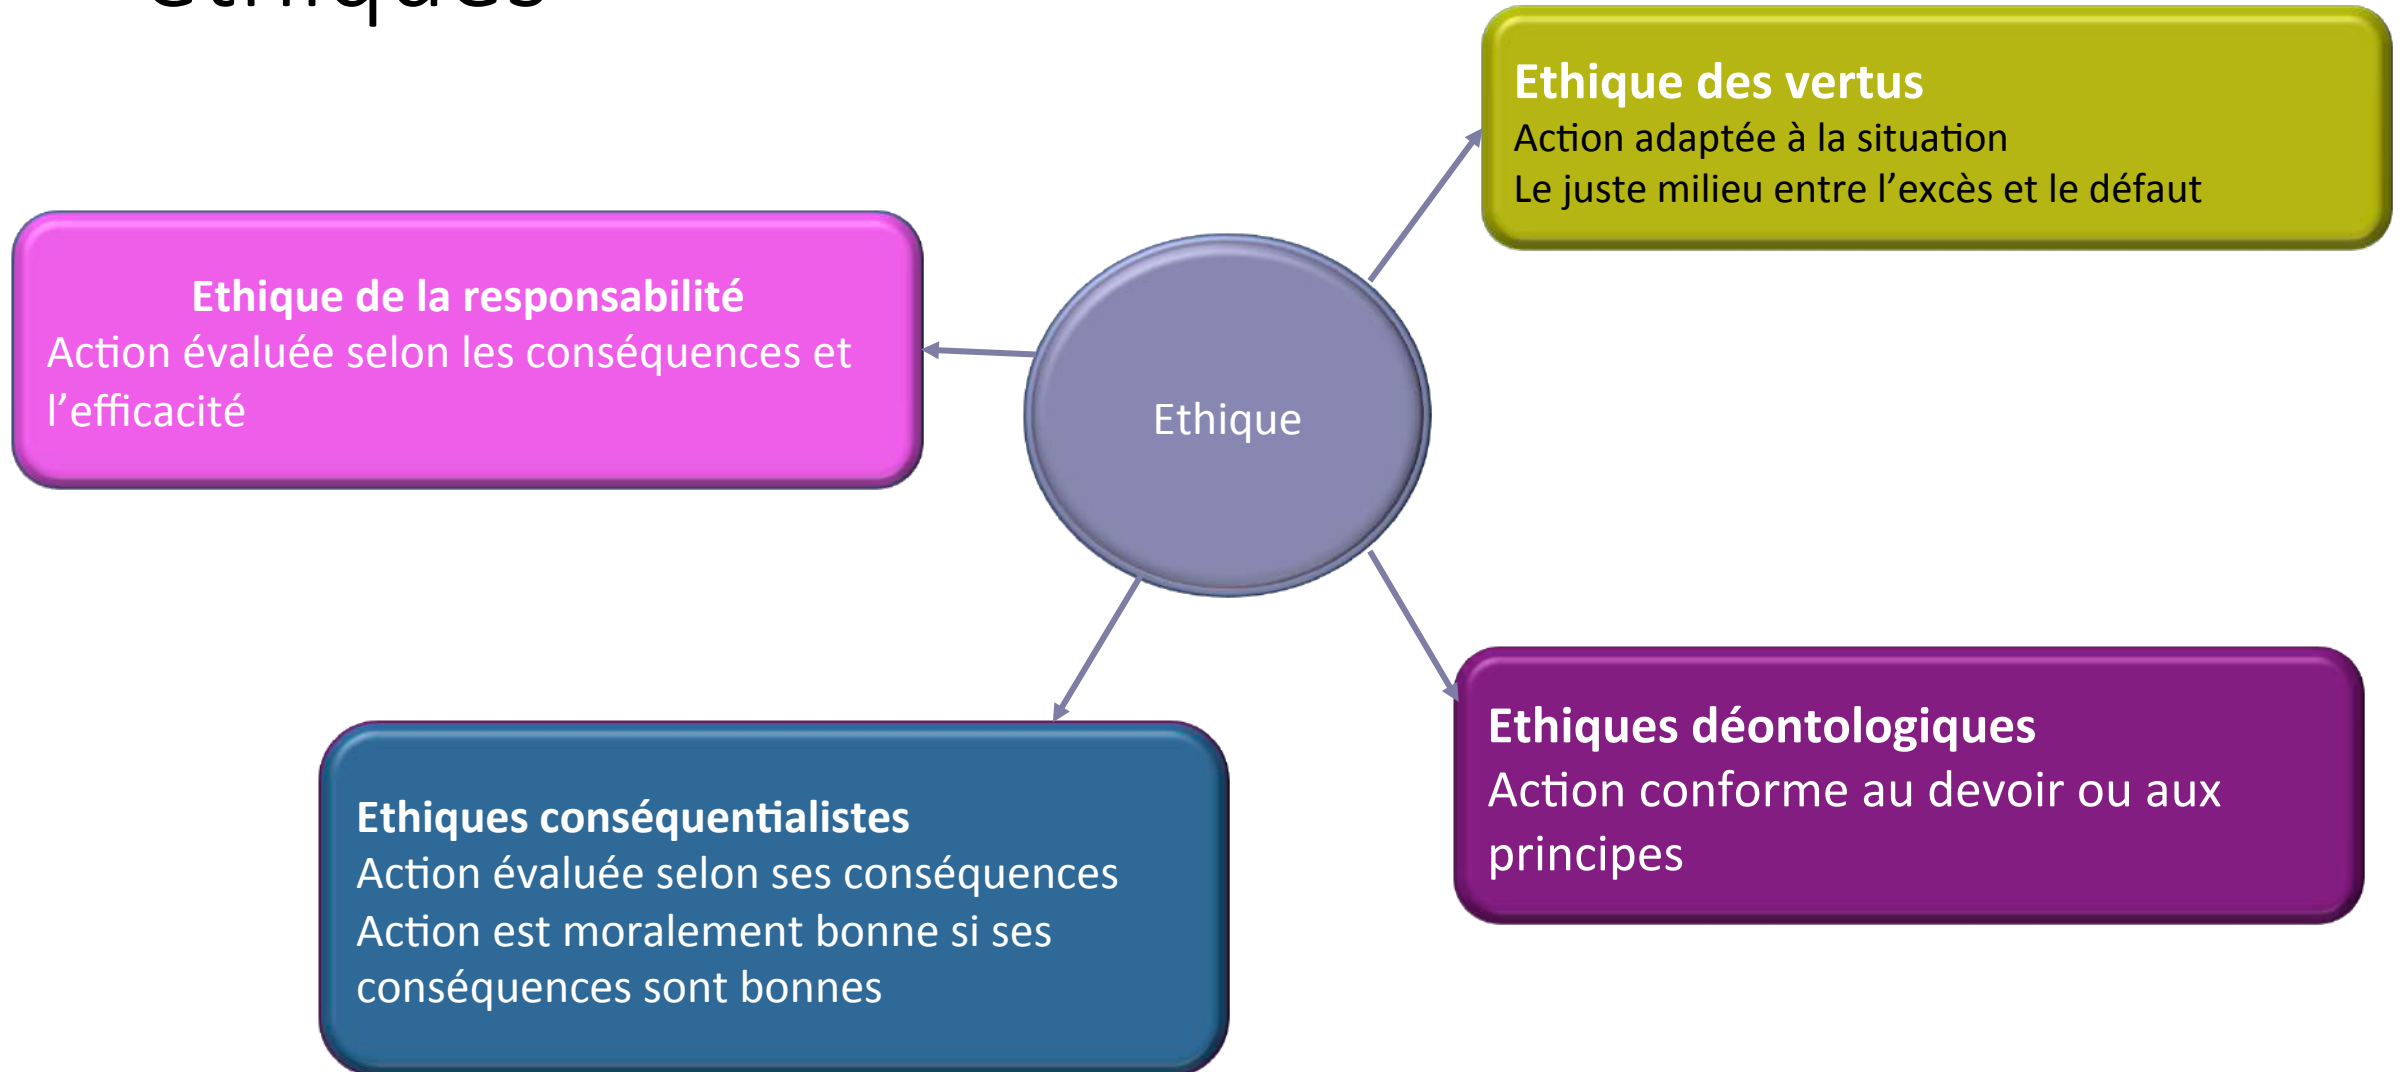 éthiques
Ethique des vertus
Action adaptée à la situation
Le juste milieu entre l’excès et le défaut
Ethique de la responsabilité
Action évaluée selon les conséquences et
l’efficacité
Ethique
Ethiques déontologiques
Action conforme au devoir ou aux
principes
Ethiques conséquentialistes
Action évaluée selon ses conséquences
Action est moralement bonne si ses
conséquences sont bonnes